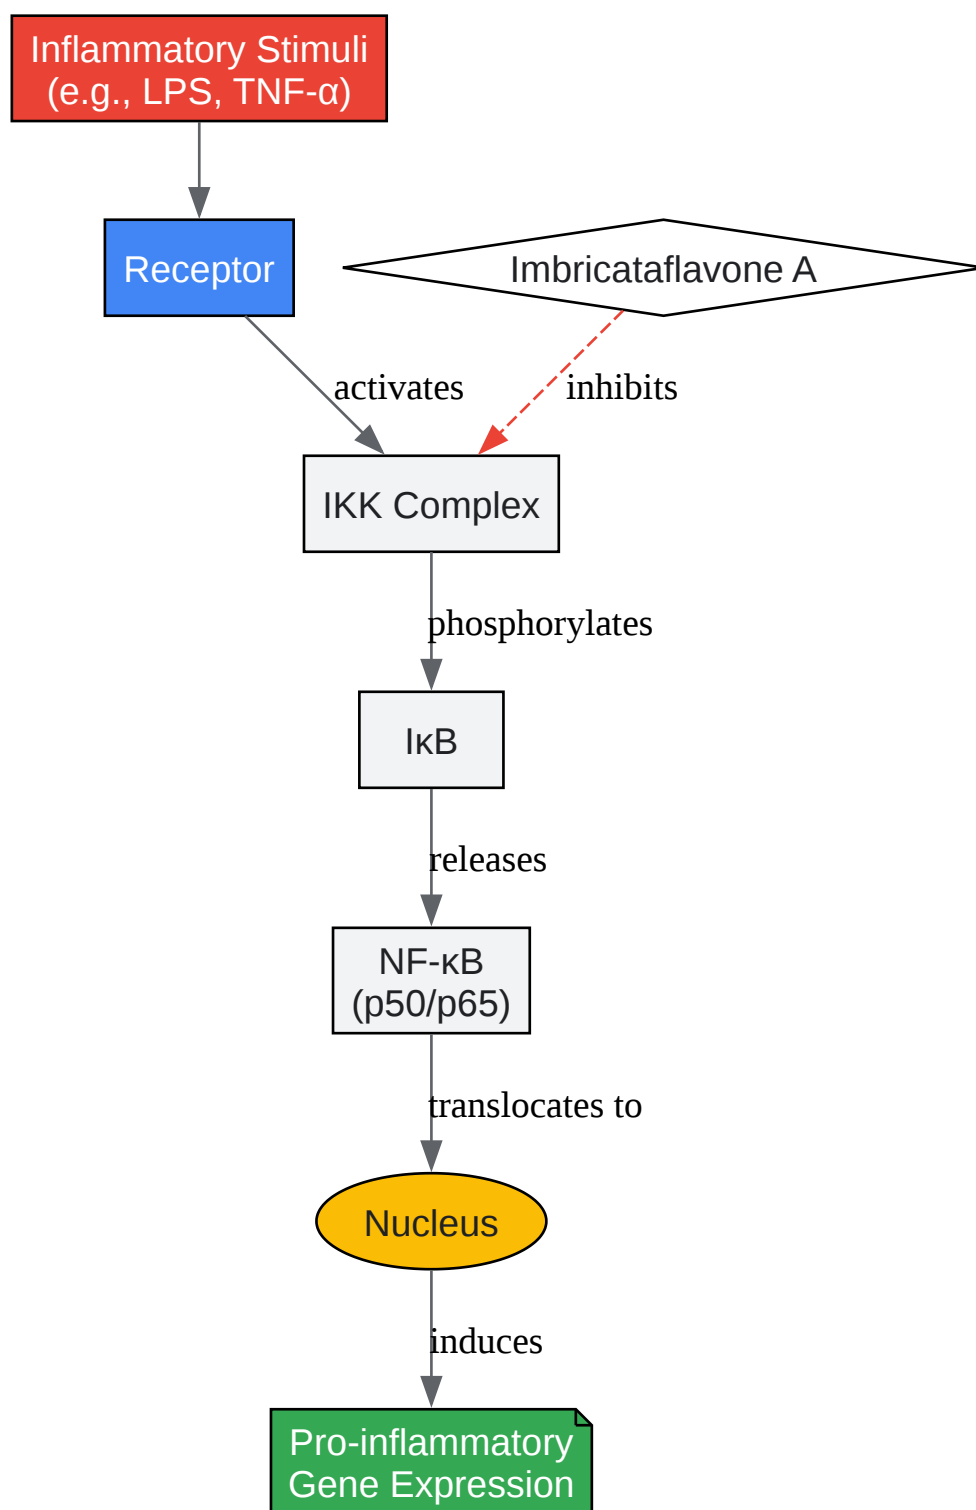 Inflammatory Stimuli
(e.g., LPS, TNF-α)
Receptor
Imbricataflavone A
activates
inhibits
IKK Complex
phosphorylates
IκB
releases
NF-κB
(p50/p65)
translocates to
Nucleus
induces
Pro-inflammatory
Gene Expression